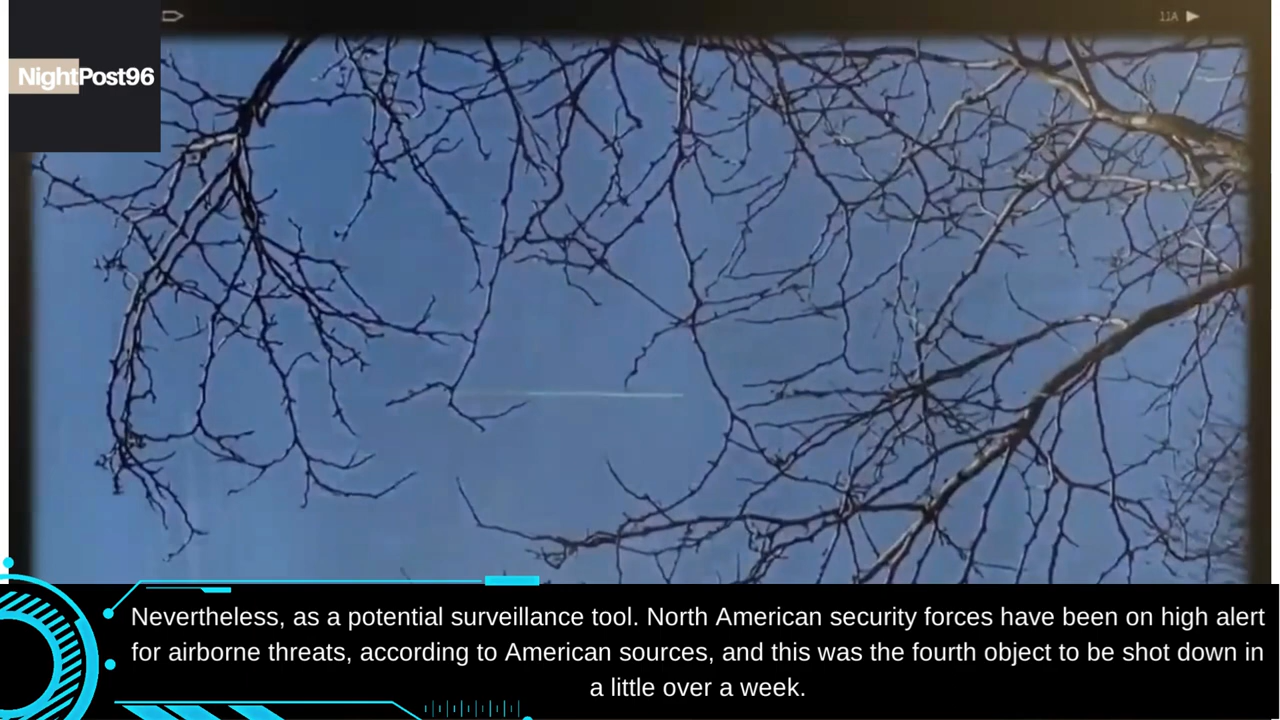 11A
NightPost96
Nevertheless, as a potential surveillance tool. North American security forces have been on high alert
for airborne threats, according to American sources, and this was the fourth object to be shot down in
a little over a week.